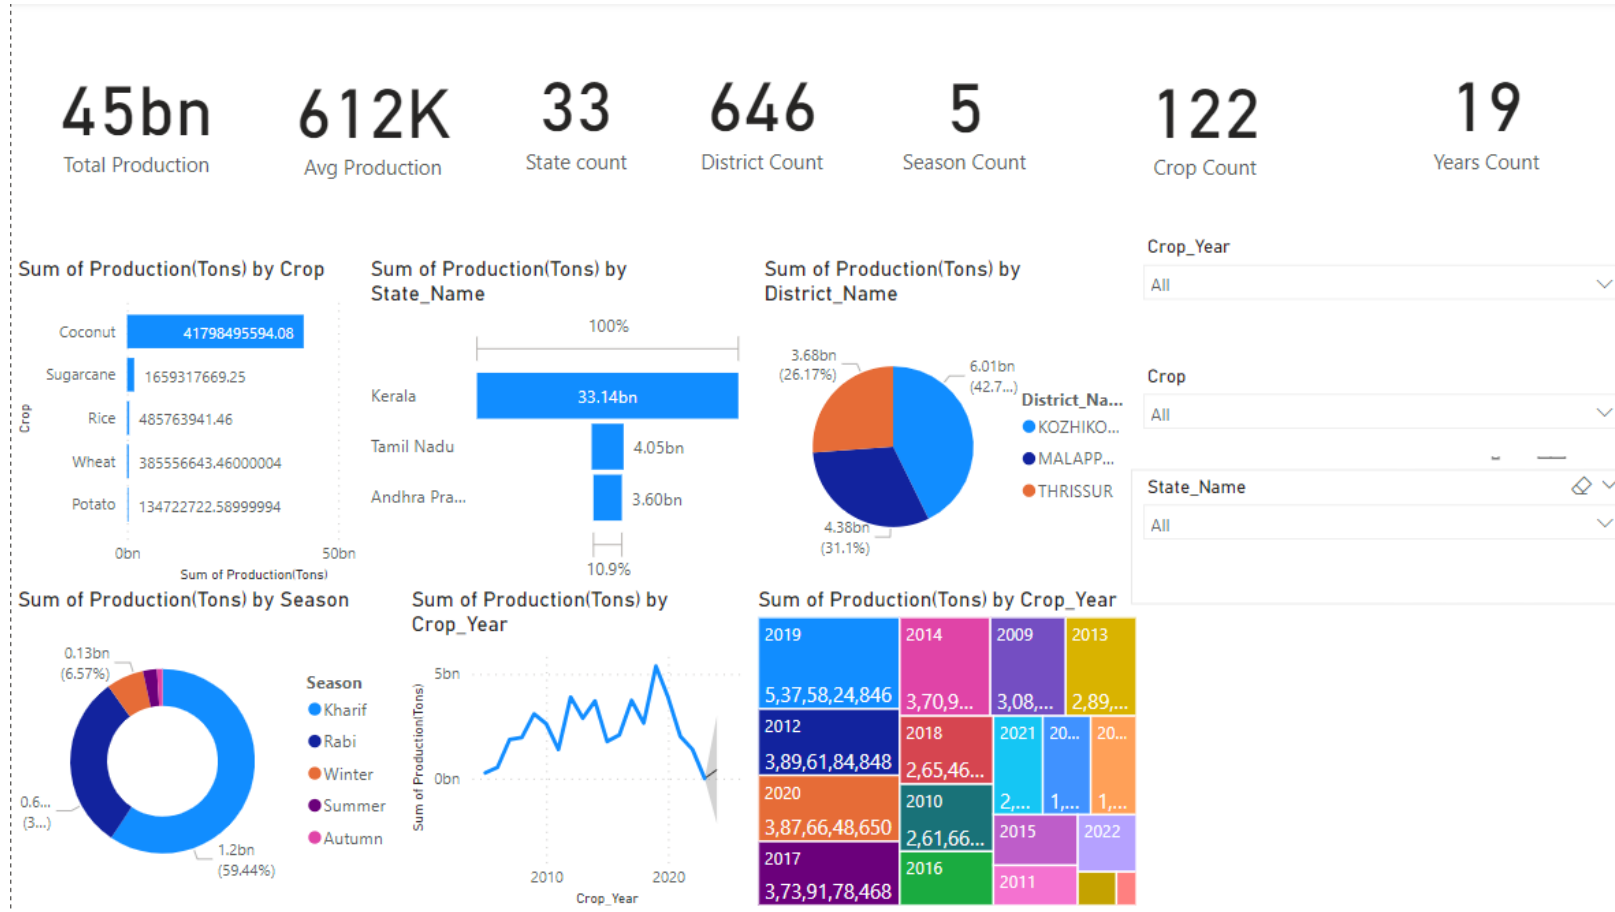 45bn
Total Production
612K
Avg Production
33
State count
646
District Count
5
Season Count
122
Crop Count
19
Years Count
Sum of Production(Tons) by Crop
Crop
Coconut 41798495594.08
Sugarcane 1659317669.25
Rice 485763941.46
Wheat 385556643.46000004
Potato 134722722.58999994
0bn 50bn
Sum of Production(Tons)
Sum of Production(Tons) by
State_Name
100%
Kerala 33.14bn
Tamil Nadu 4.05bn
Andhra Pra... 3.60bn
10.9%
Sum of Production(Tons) by
District_Name
3.68bn
(26.17%)
6.01bn
(42.7...)
4.38bn
(31.1%)
District_Na...
KOZHIKO...
MALAPP...
THRISSUR
Crop_Year
All
Crop
All
State_Name
All
Sum of Production(Tons) by Season
0.13bn
(6.57%)
0.6...
(3...)
1.2bn
(59.44%)
Season
Kharif
Rabi
Winter
Summer
Autumn
Sum of Production(Tons) by
Crop_Year
Sum of Production(Tons)
5bn
0bn
2010 2020
Crop_Year
Sum of Production(Tons) by Crop_Year
2019
5,37,58,24,846
2012
3,89,61,84,848
2020
3,87,66,48,650
2017
3,73,91,78,468
2014
3,70,9...
2018
2,65,46...
2010
2,61,66...
2016
2009
3,08,...
2013
2,89,...
2021
2,...
20...
1,...
20...
1,...
2015
2022
2011